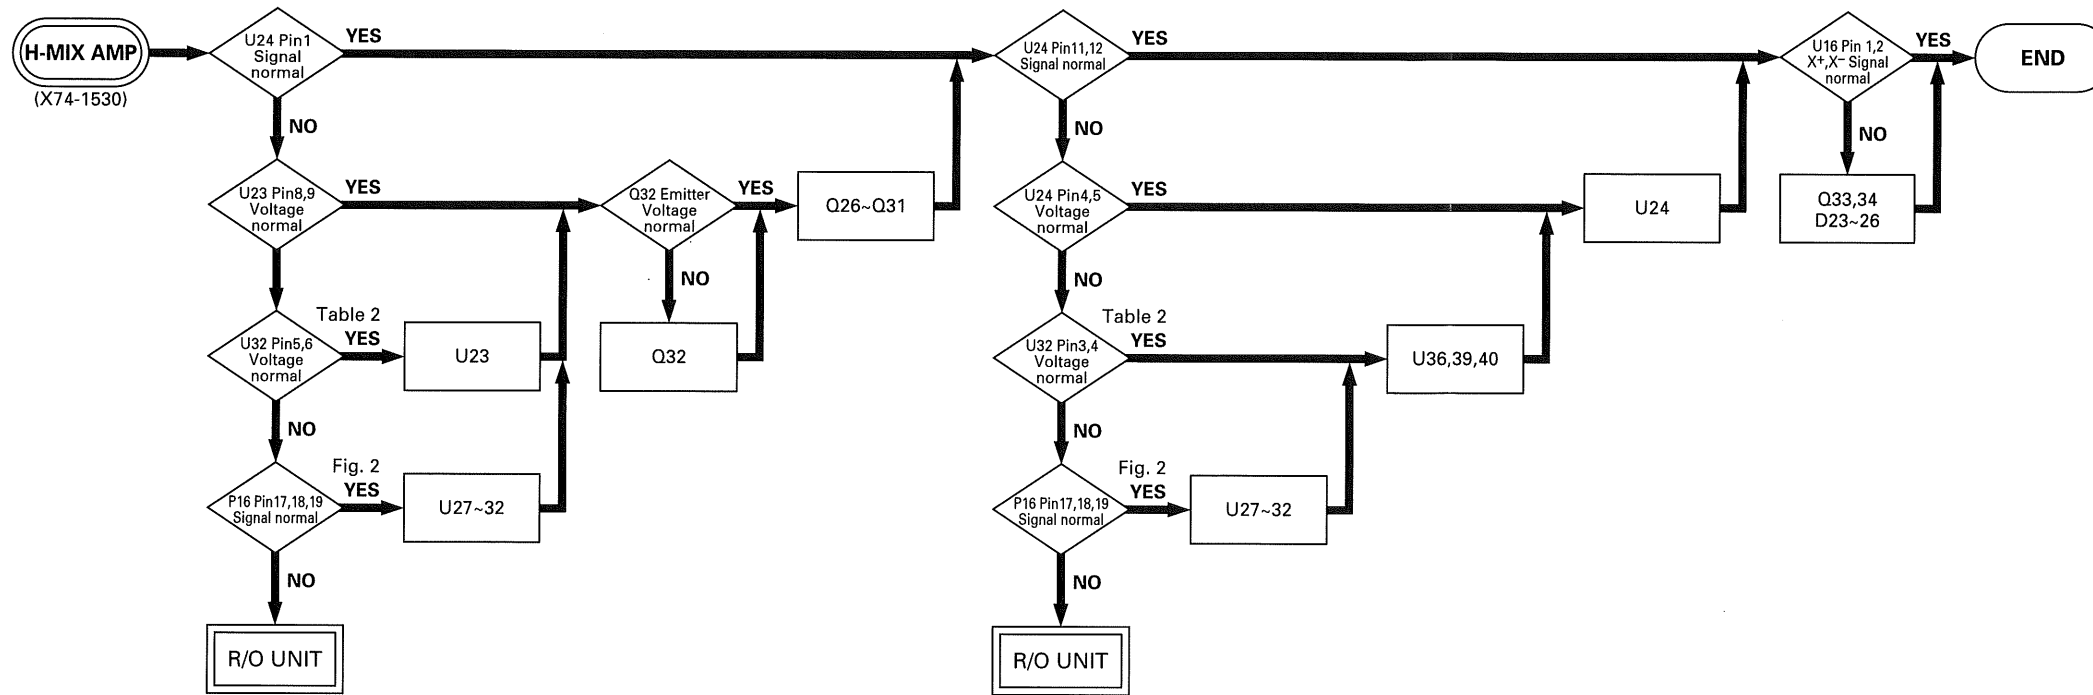 H-MIX AMP
(X74-1530)
U24 Pin1
Signal
normal
YES
NO
U23 Pin8,9
Voltage
normal
YES
Q32 Emitter
Voltage
normal
YES
Q26~Q31
NO
Q32
U32 Pin5,6
Voltage
normal
Table 2
YES
U23
NO
P16 Pin17,18,19
Signal normal
Fig. 2
YES
U27~32
NO
R/O UNIT
U24 Pin11,12
Signal normal
YES
NO
U24 Pin4,5
Voltage
normal
YES
U24
NO
U32 Pin3,4
Voltage
normal
Table 2
YES
U36,39,40
NO
P16 Pin17,18,19
Signal normal
Fig. 2
YES
U27~32
NO
R/O UNIT
U16 Pin 1,2
X+,X− Signal
normal
YES
END
NO
Q33,34
D23~26